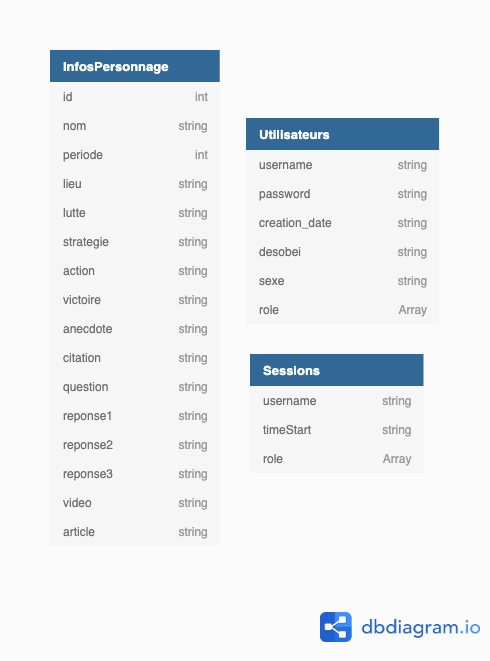 InfosPersonnage
id int
nom string
periode int
lieu string
lutte string
strategie string
action string
victoire string
anecdote string
citation string
question string
reponse1 string
reponse2 string
reponse3 string
video string
article string
Utilisateurs
username string
password string
creation_date string
desobei string
sexe string
role Array
Sessions
username string
timeStart string
role Array
dbdiagram.io